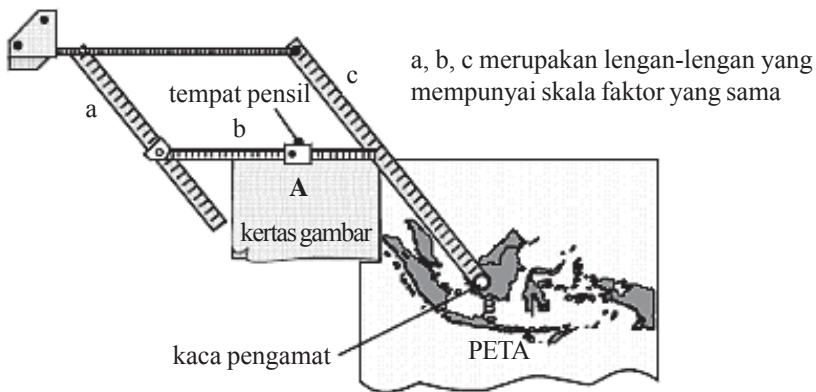 a, b, c merupakan lengan-lengan yang
mempunyai skala faktor yang sama
c
tempat pensil
a
b
A
kertas gambar
kaca pengamat
PETA